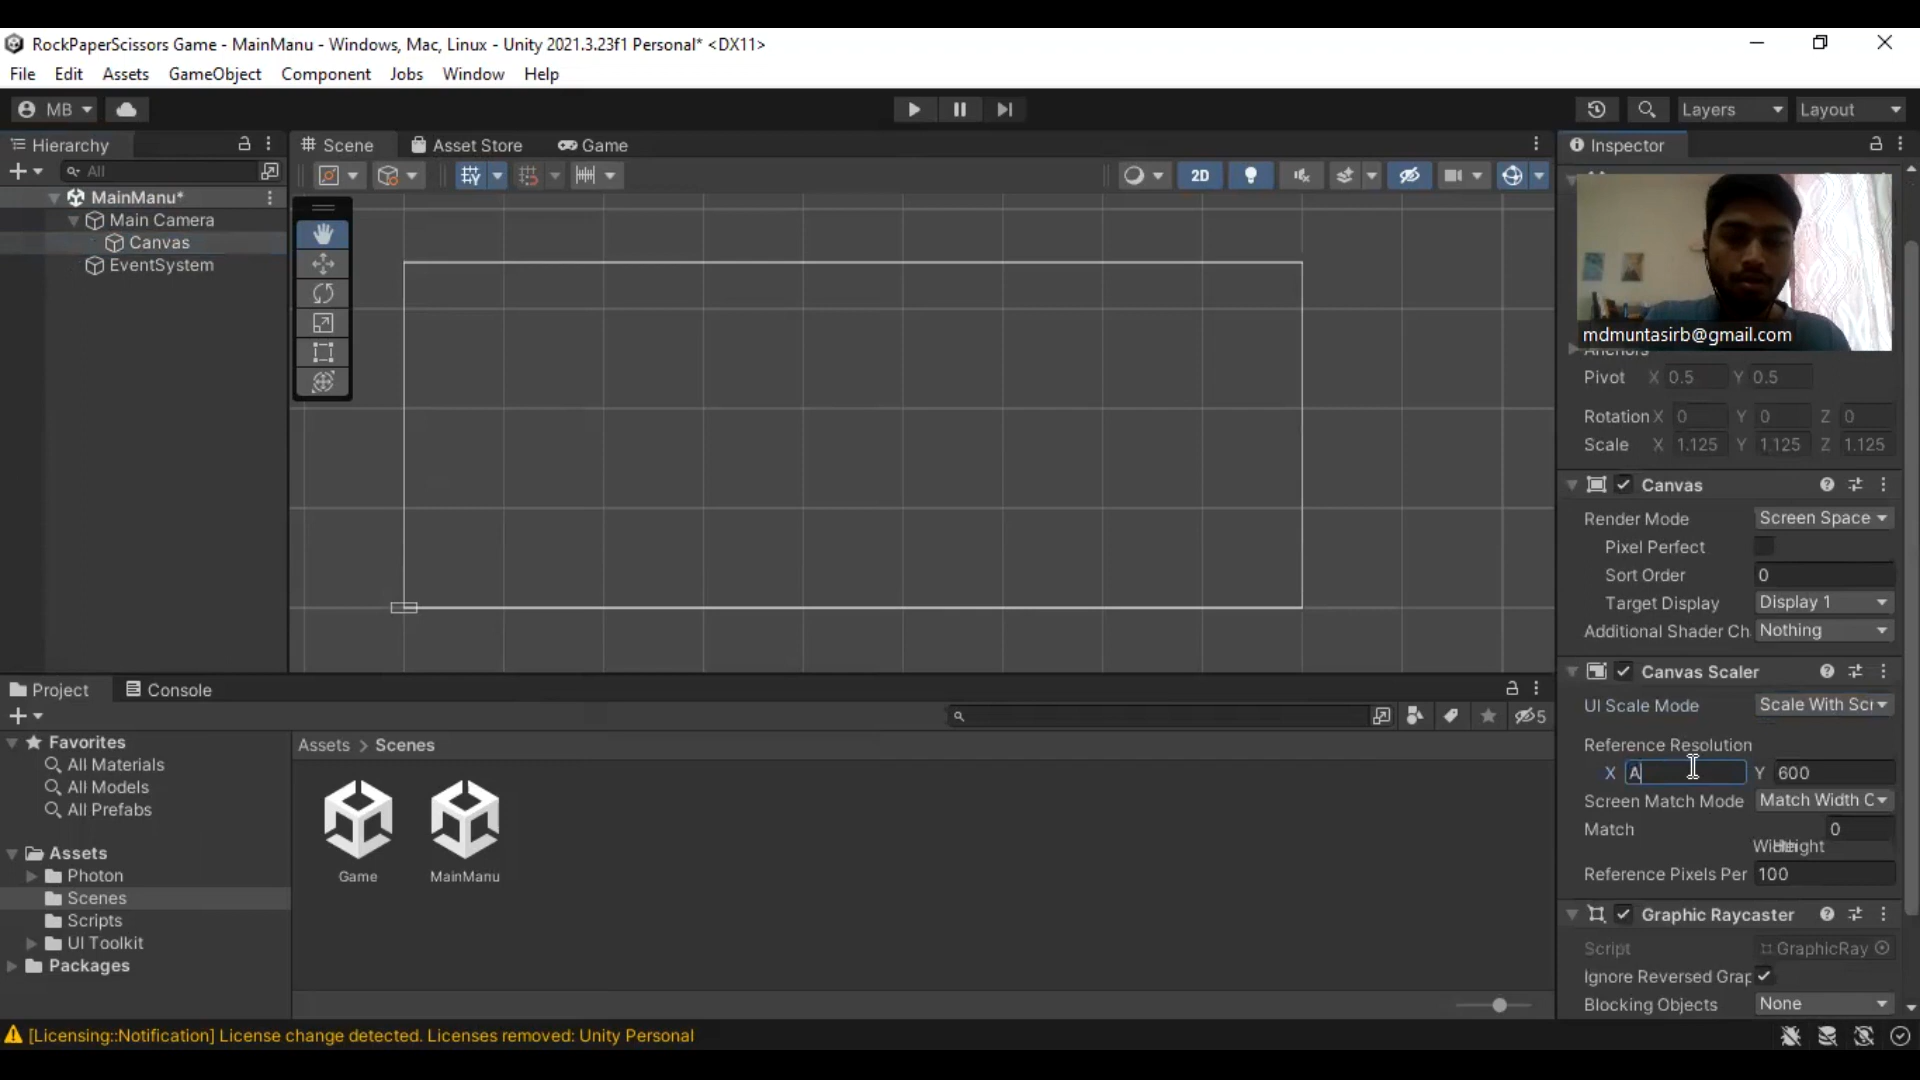 RockPaperScissors Game - MainManu - Windows, Mac, Linux - Unity 2021.3.23f1 Personal* <DX11>
File Edit Assets GameObject Component Jobs Window Help
MB Layers Layout
Hierarchy
All
MainManu*
Main Camera
Canvas
EventSystem
Scene Asset Store Game
2D
Inspector
mdmuntasirb@gmail.com
Anchors
Pivot X 0.5 Y 0.5
Rotation X 0 Y 0 Z 0
Scale X 1.125 Y 1.125 Z 1.125
Canvas
Render Mode Screen Space
Pixel Perfect
Sort Order 0
Target Display Display 1
Additional Shader Ch Nothing
Canvas Scaler
UI Scale Mode Scale With Scr
Reference Resolution
X A Y 600
Screen Match Mode Match Width O
Match 0
Width Height
Reference Pixels Per 100
Graphic Raycaster
Script GraphicRay
Ignore Reversed Grap
Blocking Objects None
Project Console
5
Favorites
All Materials
All Models
All Prefabs
Assets
Photon
Scenes
Scripts
UI Toolkit
Packages
Assets > Scenes
Game MainManu
[Licensing::Notification] License change detected. Licenses removed: Unity Personal